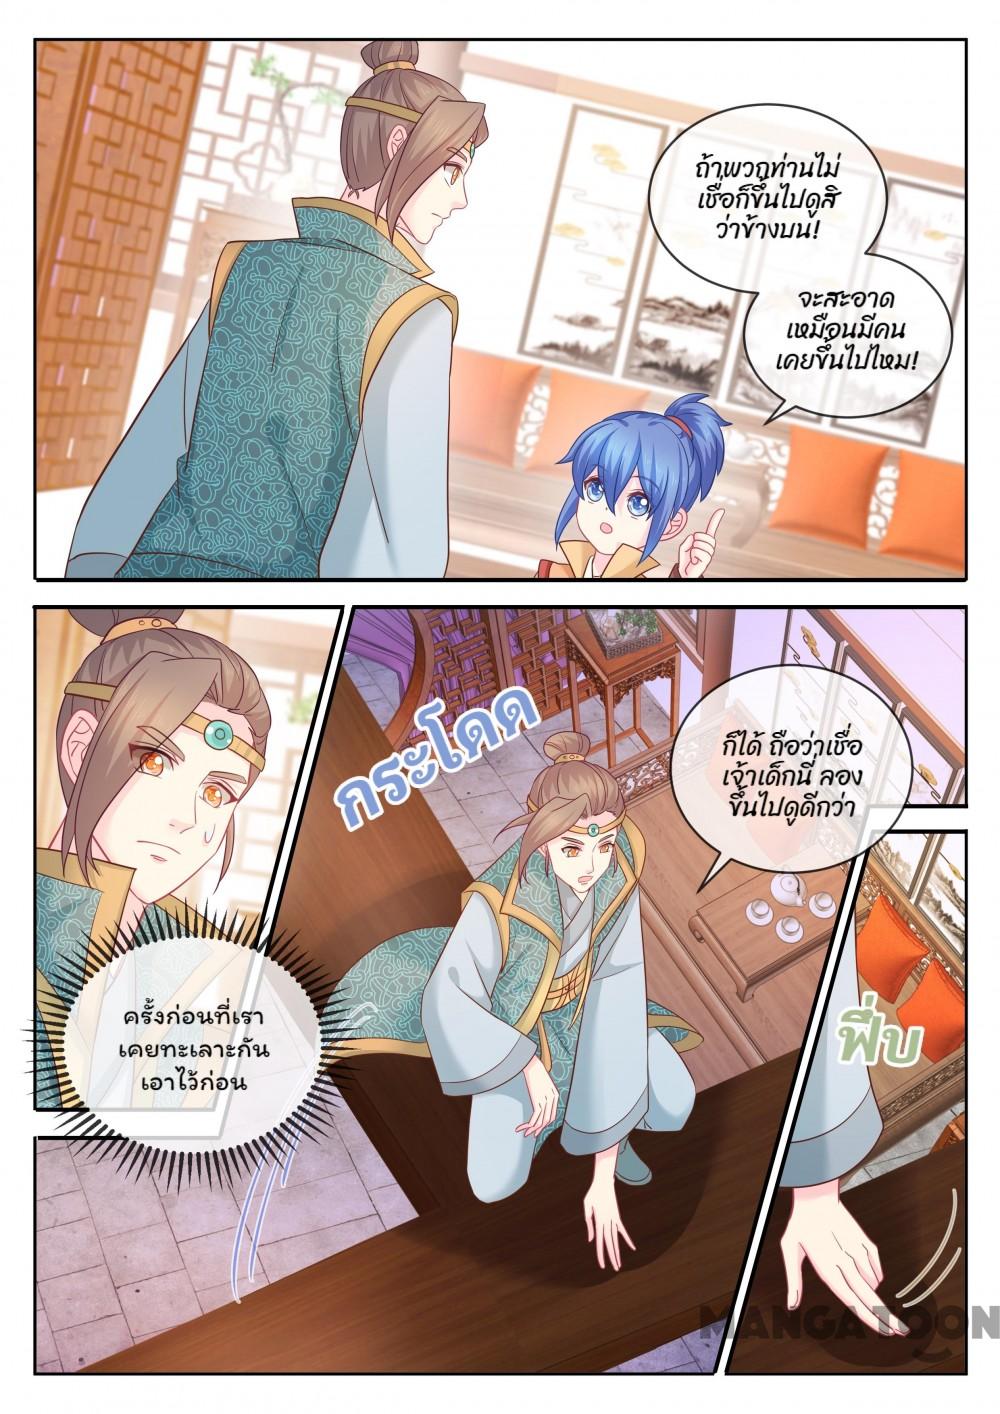 ถ้าพวกท่านไม่
เชื่อก็ขึ้นไปดูสิ
ว่าข้างบน!
จะสะอาด
เหมือนมีคน
เคยขึ้นไปไหม!
กระโดด
ก็ได้ ถือว่าเชื่อ
เจ้าเด็กนี่ ลอง
ขึ้นไปดูดีกว่า
ครั้งก่อนที่เรา
เคยทะเลาะกัน
เอาไว้ก่อน
ฟึ่บ
MANGATOON